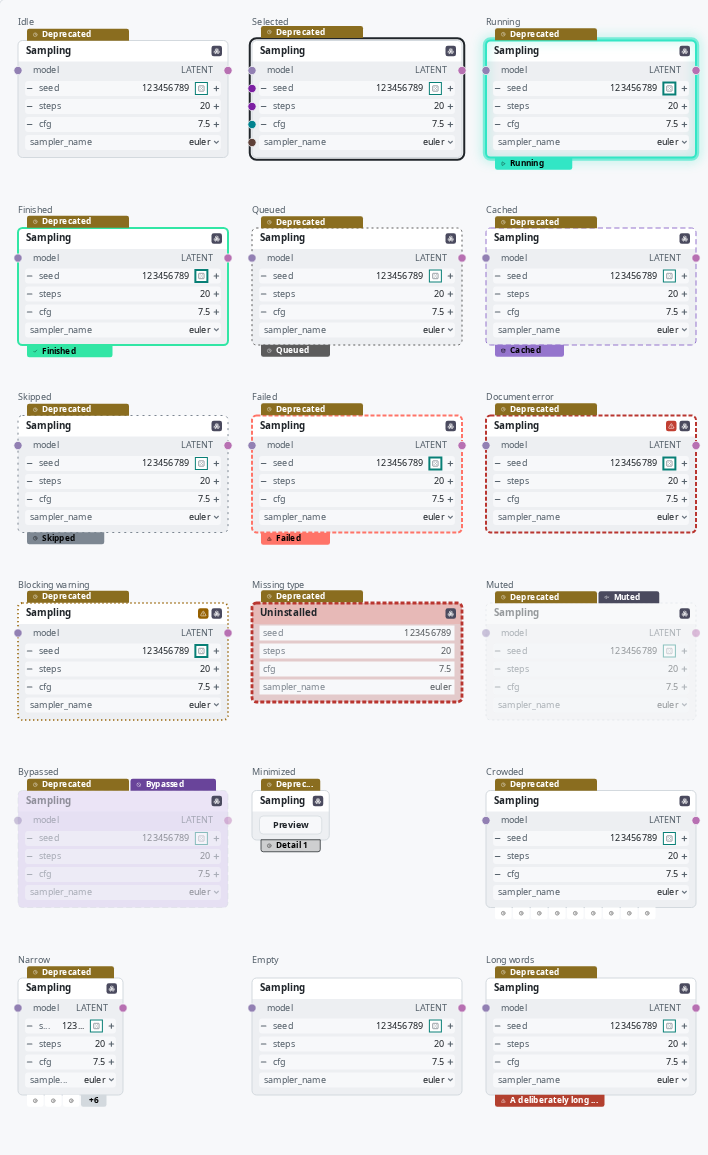 Idle
Deprecated
Sampling
model LATENT
− seed 123456789 +
− steps 20 +
− cfg 7.5 +
sampler_name euler
Selected
Deprecated
Sampling
model LATENT
− seed 123456789 +
− steps 20 +
− cfg 7.5 +
sampler_name euler
Running
Deprecated
Sampling
model LATENT
− seed 123456789 +
− steps 20 +
− cfg 7.5 +
sampler_name euler
Running
Finished
Deprecated
Sampling
model LATENT
− seed 123456789 +
− steps 20 +
− cfg 7.5 +
sampler_name euler
Finished
Queued
Deprecated
Sampling
model LATENT
− seed 123456789 +
− steps 20 +
− cfg 7.5 +
sampler_name euler
Queued
Cached
Deprecated
Sampling
model LATENT
− seed 123456789 +
− steps 20 +
− cfg 7.5 +
sampler_name euler
Cached
Skipped
Deprecated
Sampling
model LATENT
− seed 123456789 +
− steps 20 +
− cfg 7.5 +
sampler_name euler
Skipped
Failed
Deprecated
Sampling
model LATENT
− seed 123456789 +
− steps 20 +
− cfg 7.5 +
sampler_name euler
Failed
Document error
Deprecated
Sampling
model LATENT
− seed 123456789 +
− steps 20 +
− cfg 7.5 +
sampler_name euler
Blocking warning
Deprecated
Sampling
model LATENT
− seed 123456789 +
− steps 20 +
− cfg 7.5 +
sampler_name euler
Missing type
Deprecated
Uninstalled
seed 123456789
steps 20
cfg 7.5
sampler_name euler
Muted
Deprecated Muted
Sampling
model LATENT
− seed 123456789 +
− steps 20 +
− cfg 7.5 +
sampler_name euler
Bypassed
Deprecated Bypassed
Sampling
model LATENT
− seed 123456789 +
− steps 20 +
− cfg 7.5 +
sampler_name euler
Minimized
Deprec...
Sampling
Preview
Detail 1
Crowded
Deprecated
Sampling
model LATENT
− seed 123456789 +
− steps 20 +
− cfg 7.5 +
sampler_name euler
Narrow
Deprecated
Sampling
model LATENT
− s... 123... +
− steps 20 +
− cfg 7.5 +
sample... euler
+6
Empty
Sampling
model LATENT
− seed 123456789 +
− steps 20 +
− cfg 7.5 +
sampler_name euler
Long words
Deprecated
Sampling
model LATENT
− seed 123456789 +
− steps 20 +
− cfg 7.5 +
sampler_name euler
A deliberately long ...